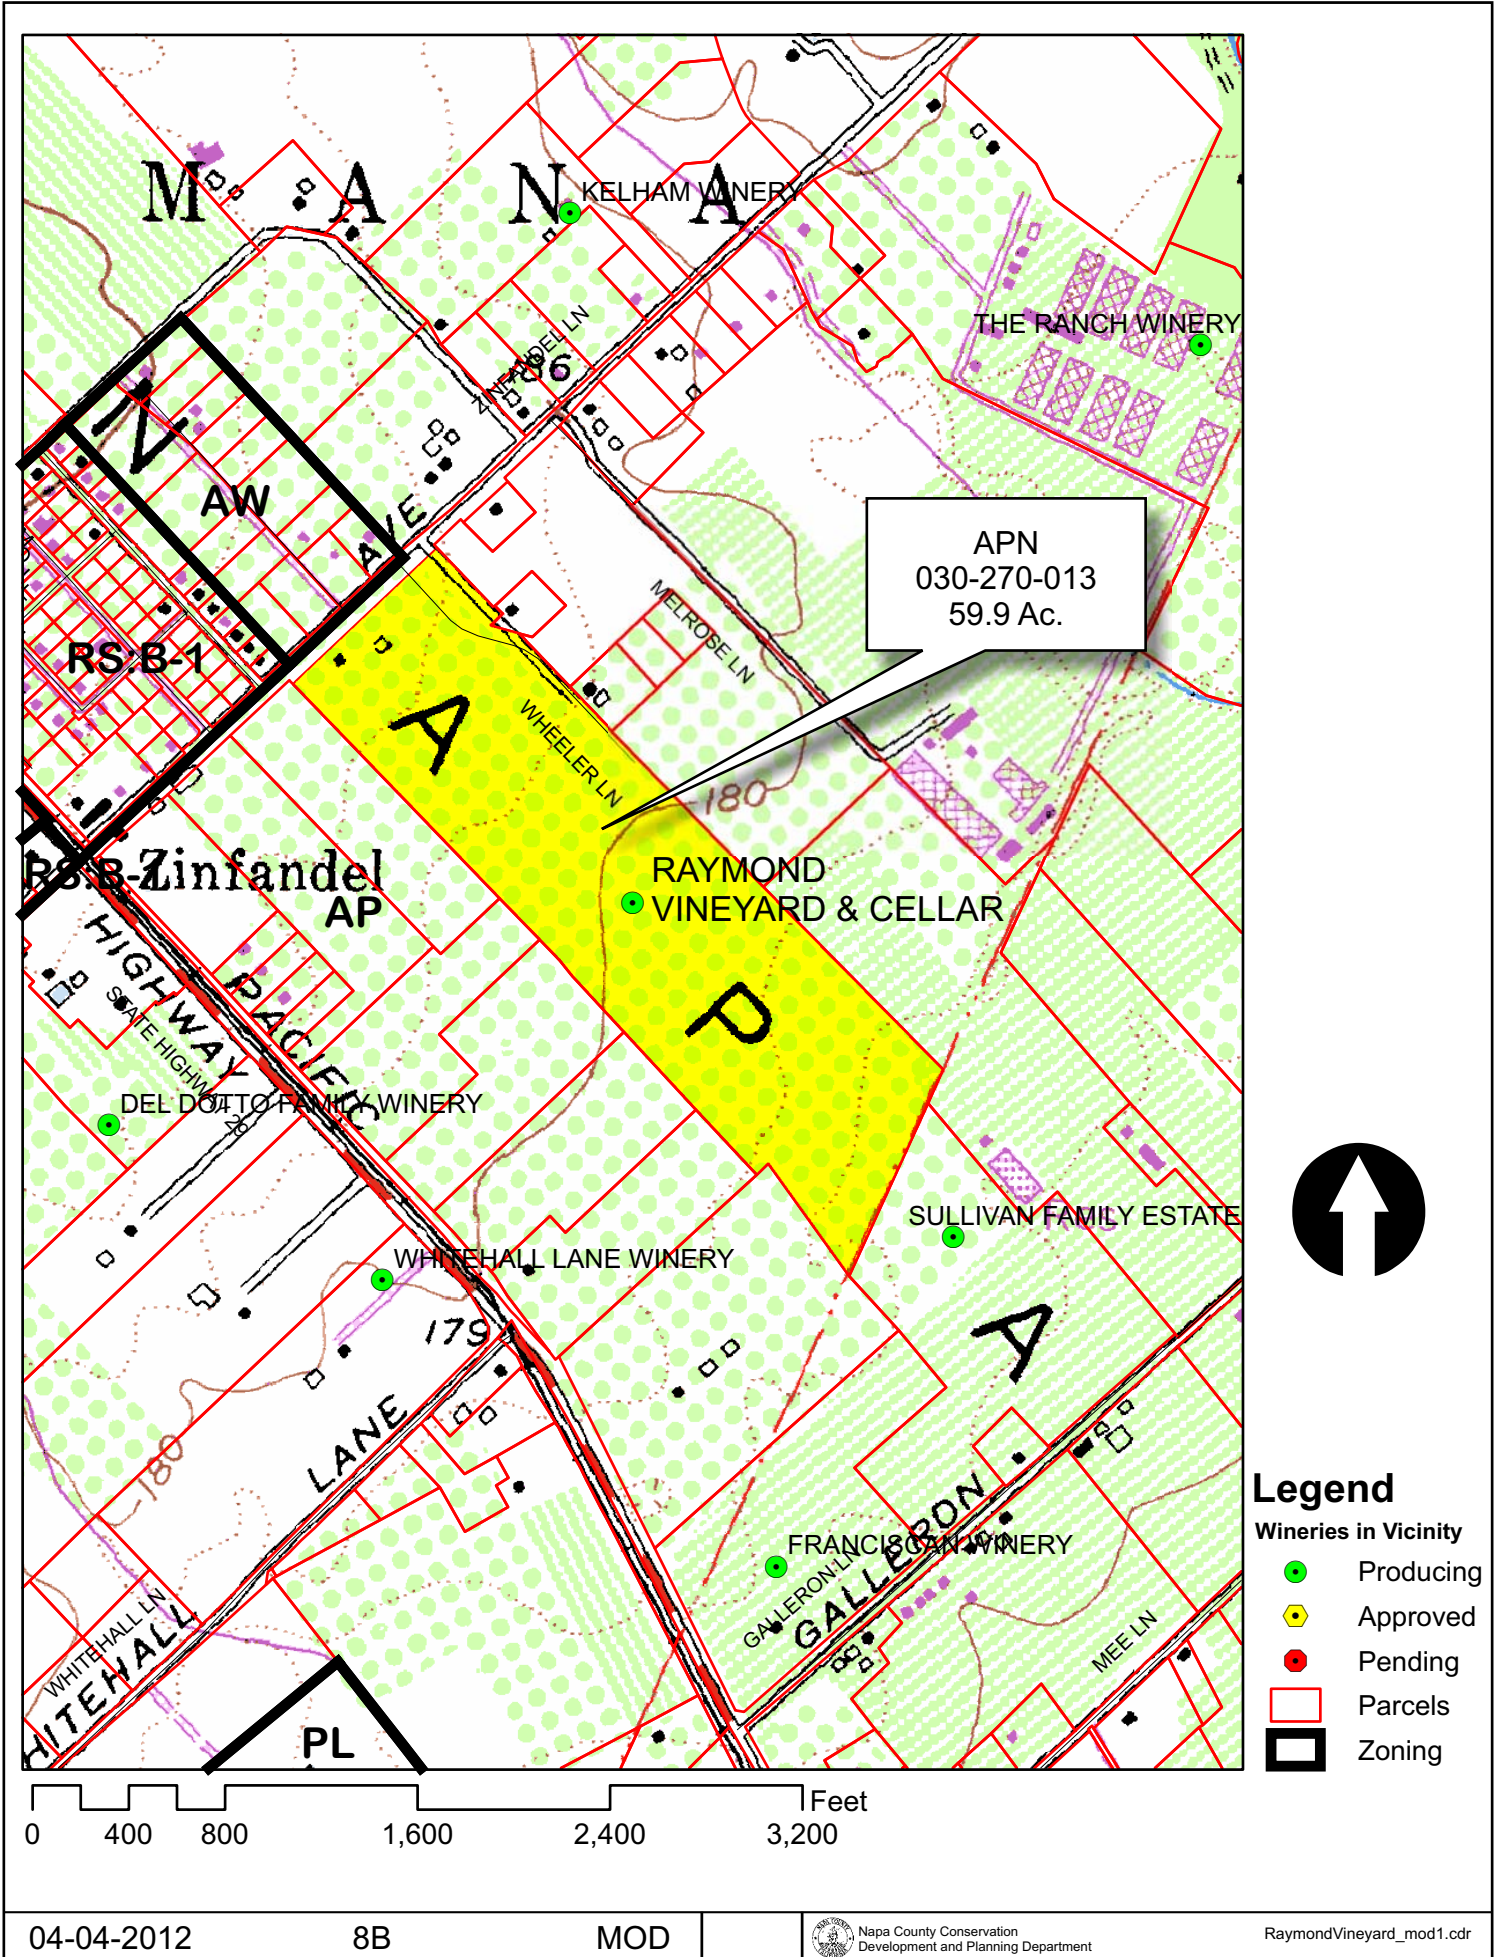 M A N A
KELHAM WINERY
THE RANCH WINERY
ZINFANDEL LN
AW
AVE
APN
030-270-013
59.9 Ac.
MELROSE LN
RS:B-1
WHEELER LN
A
180
RAYMOND
VINEYARD & CELLAR
Zinfandel
AP
HIGHWAY
PACIFIC
STATE HIGHWAY 29
P
DEL DOTTO FAMILY WINERY
SULLIVAN FAMILY ESTATE
WHITEHALL LANE WINERY
179
A
LANE
180
FRANCISCAN WINERY
GALLERON LN
GALLERON
MEE LN
WHITEHALL LN
HITEHALL
PL
Legend
Wineries in Vicinity
Producing
Approved
Pending
Parcels
Zoning
0 400 800 1,600 2,400 3,200 Feet
04-04-2012 8B MOD
Napa County Conservation
Development and Planning Department
RaymondVineyard_mod1.cdr